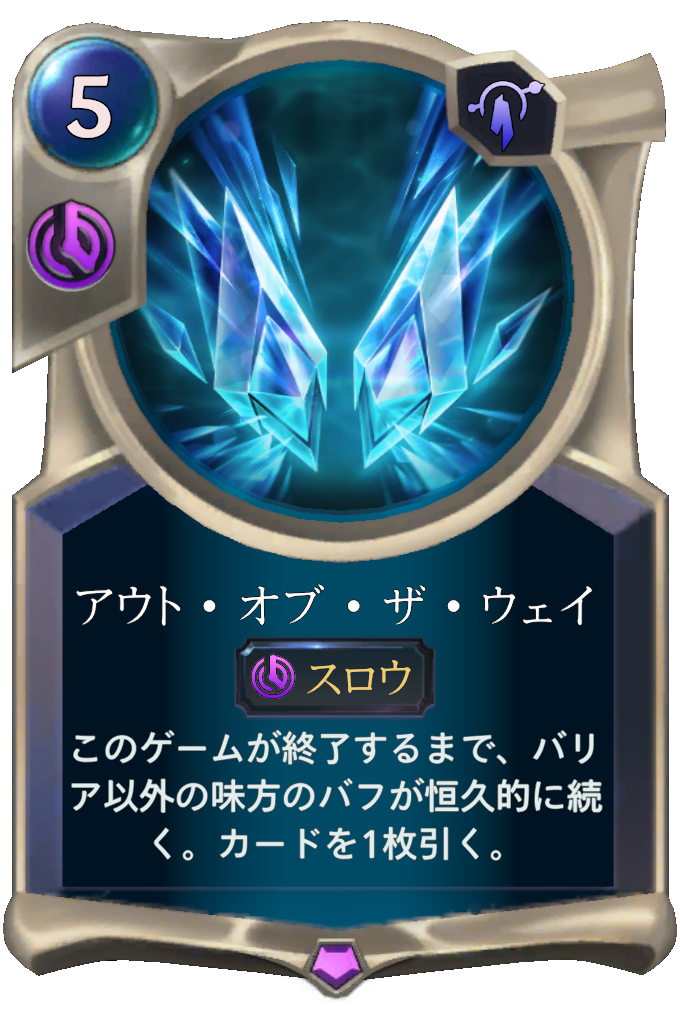 5
アウト・オブ・ザ・ウェイ
スロウ
このゲームが終了するまで、バリ
ア以外の味方のバフが恒久的に続
く。カードを1枚引く。